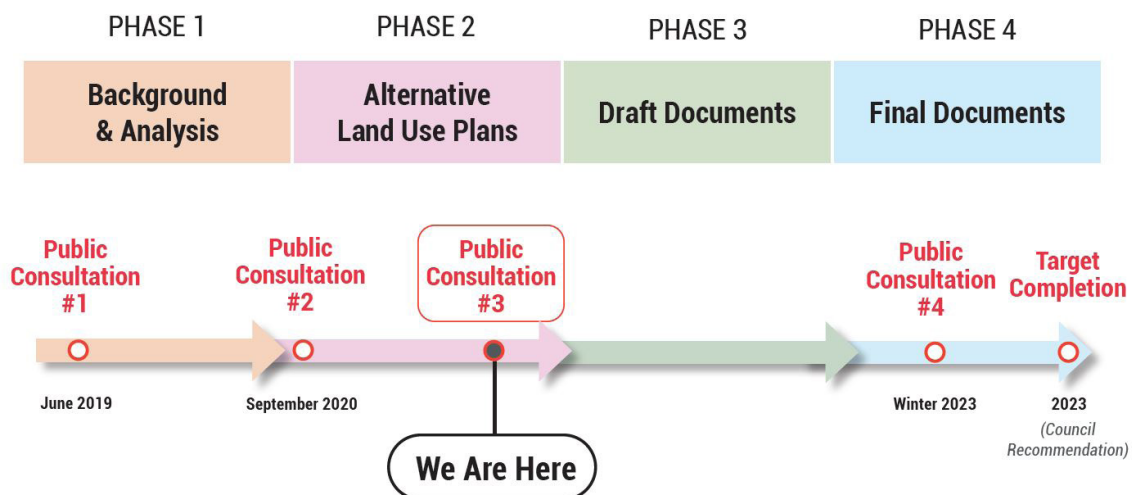 PHASE 1
PHASE 2
PHASE 3
PHASE 4
Background
& Analysis
Alternative
Land Use Plans
Draft Documents
Final Documents
Public
Consultation
#1
Public
Consultation
#2
Public
Consultation
#3
Public
Consultation
#4
Target
Completion
June 2019
September 2020
Winter 2023
2023
(Council
Recommendation)
We Are Here